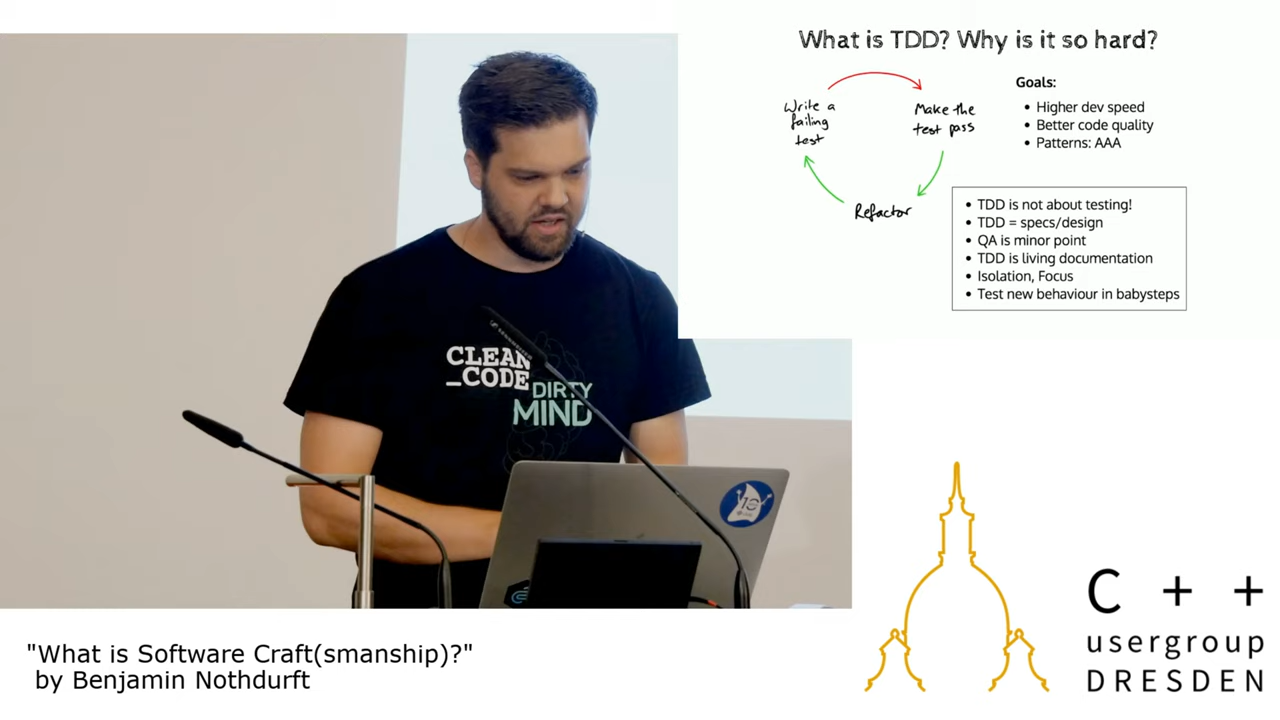 What is TDD? Why is it so hard?
Write a
failing
test
Make the
test pass
Refactor
Goals:
• Higher dev speed
• Better code quality
• Patterns: AAA
• TDD is not about testing!
• TDD = specs/design
• QA is minor point
• TDD is living documentation
• Isolation, Focus
• Test new behaviour in babysteps
CLEAN
_CODE
DIRTY
MIND
10
"What is Software Craft(smanship)?"
by Benjamin Nothdurft
C + +
usergroup
DRESDEN